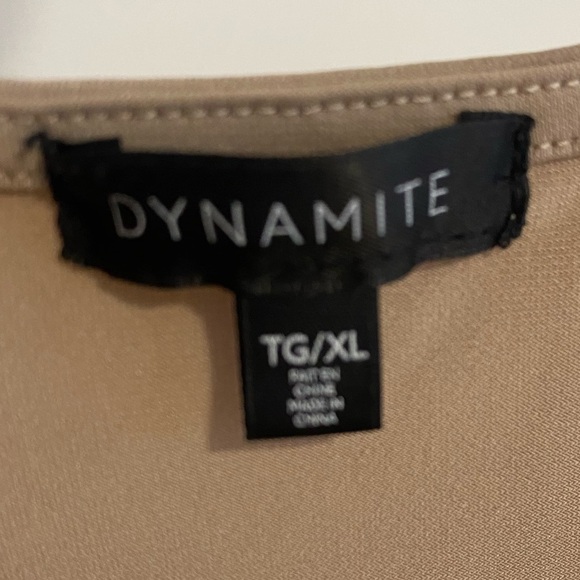 DYNAMITE
TG/XL
FAIT EN
CHINE
MADE IN
CHINA